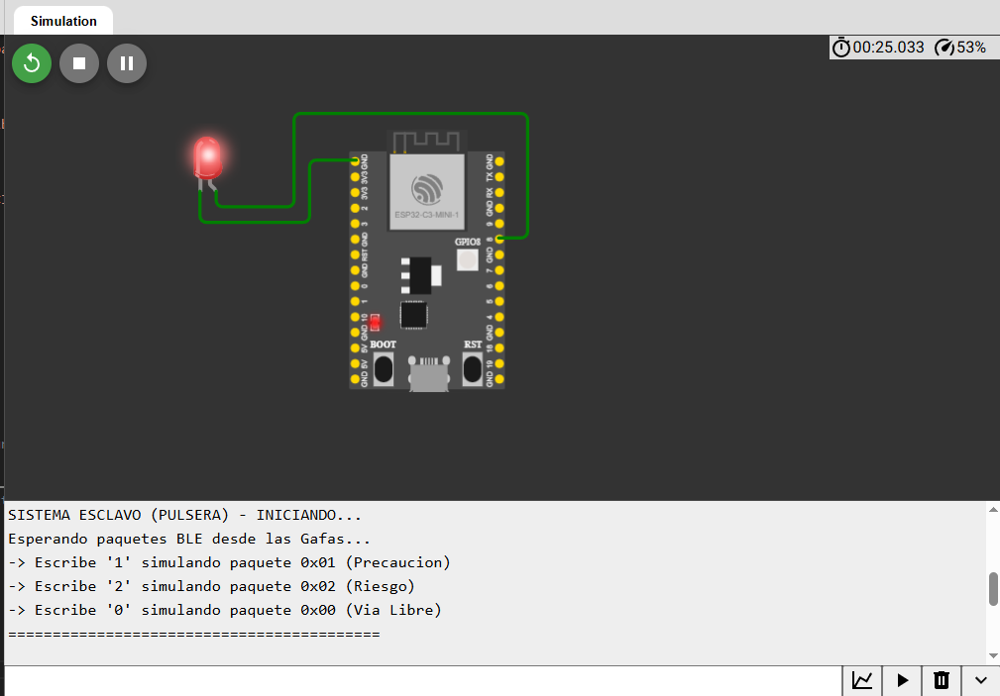 Simulation
00:25.033 53%
ESP32-C3-MINI-1
GPIO8
GND
3V3
3V3
2
3
GND
RST
GND
0
1
10
GND
5V
5V
GND
GND
TX
RX
GND
9
8
GND
7
6
5
4
GND
18
19
GND
BOOT
RST
SISTEMA ESCLAVO (PULSERA) - INICIANDO...
Esperando paquetes BLE desde las Gafas...
-> Escribe '1' simulando paquete 0x01 (Precaucion)
-> Escribe '2' simulando paquete 0x02 (Riesgo)
-> Escribe '0' simulando paquete 0x00 (Via Libre)
==========================================